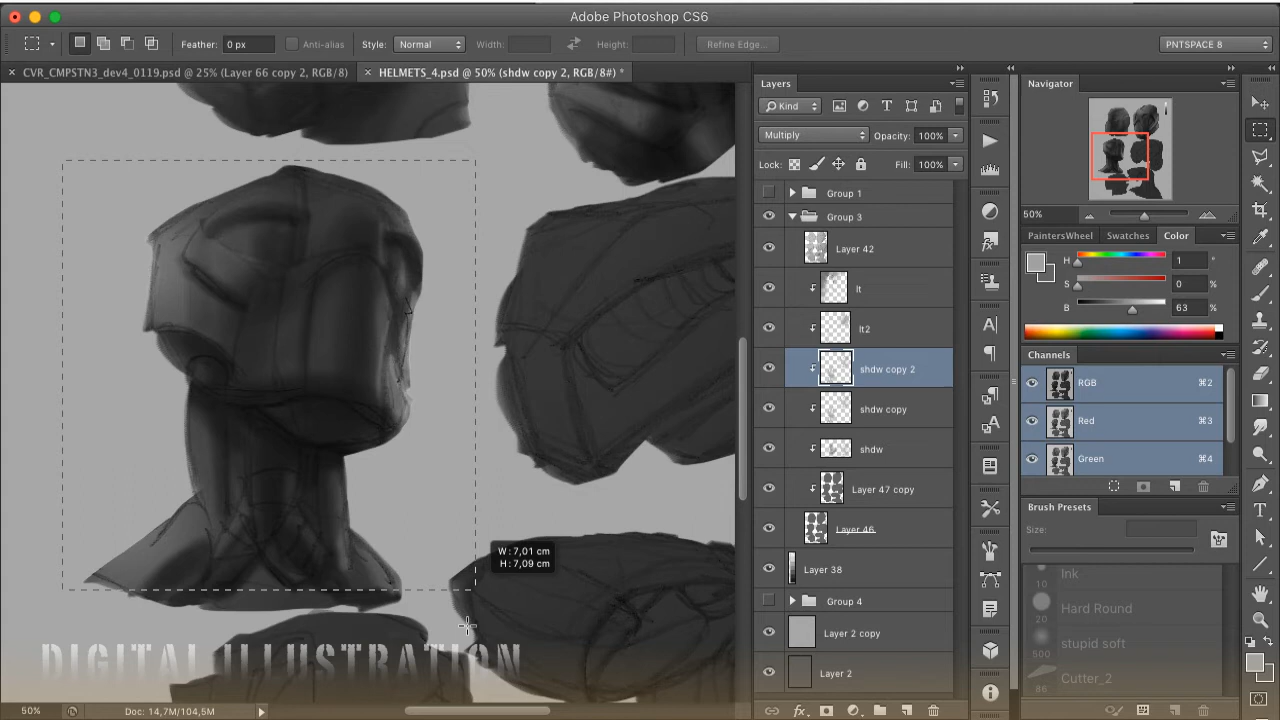 Adobe Photoshop CS6
Feather: 0 px Anti-alias Style: Normal Width: Height: Refine Edge... PNTSPACE 8
× CVR_CMPSTN3_dev4_0119.psd @ 25% (Layer 66 copy 2, RGB/8) × HELMETS_4.psd @ 50% (shdw copy 2, RGB/8#) *
Layers
Kind
Multiply Opacity: 100%
Lock: Fill: 100%
Group 1
Group 3
Layer 42
lt
lt2
shdw copy 2
shdw copy
shdw
Layer 47 copy
Layer 46
Layer 38
Group 4
Layer 2 copy
Layer 2
fx
Navigator
50%
PaintersWheel Swatches Color
H 1 °
S 0 %
B 63 %
Channels
RGB ⌘2
Red ⌘3
Green ⌘4
Brush Presets
Size:
10 Ink
20 Hard Round
500 stupid soft
86 Cutter_2
W : 7,01 cm
H : 7,09 cm
DIGITAL ILLUSTRATION
50% Doc: 14,7M/104,5M